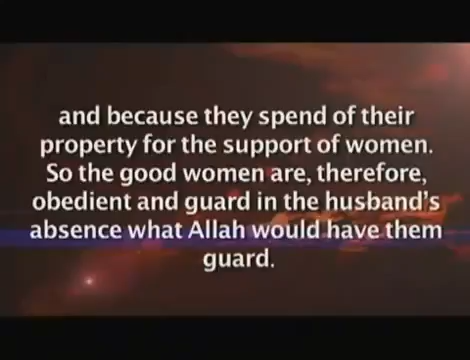 and because they spend of their
property for the support of women.
So the good women are, therefore,
obedient and guard in the husband's
absence what Allah would have them
guard.